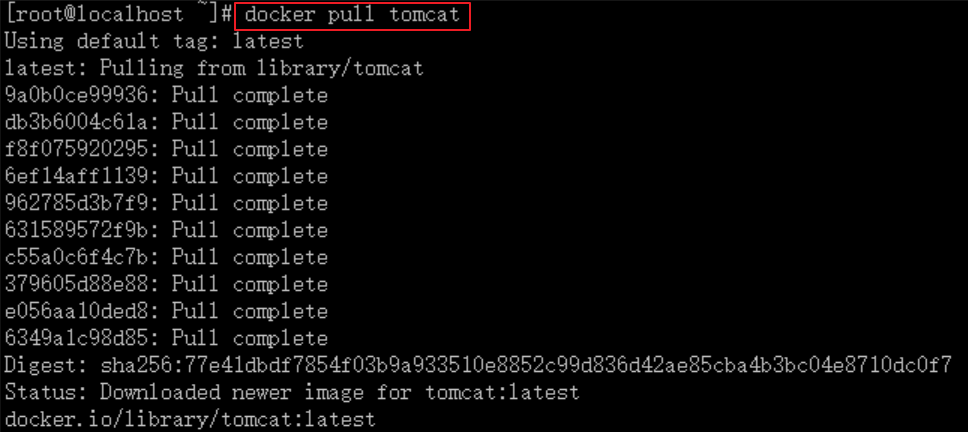 [root@localhost ~]# docker pull tomcat
Using default tag: latest
latest: Pulling from library/tomcat
9a0b0ce99936: Pull complete
db3b6004c61a: Pull complete
f8f075920295: Pull complete
6ef14aff1139: Pull complete
962785d3b7f9: Pull complete
631589572f9b: Pull complete
c55a0c6f4c7b: Pull complete
379605d88e88: Pull complete
e056aa10ded8: Pull complete
6349a1c98d85: Pull complete
Digest: sha256:77e41dbdf7854f03b9a933510e8852c99d836d42ae85cba4b3bc04e8710dc0f7
Status: Downloaded newer image for tomcat:latest
docker.io/library/tomcat:latest